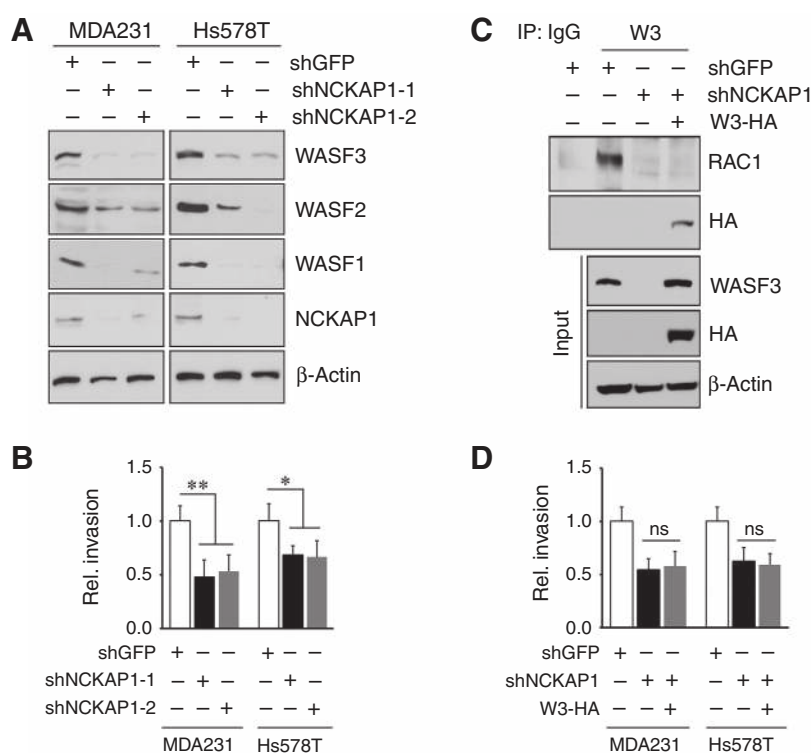 A
MDA231 Hs578T
+ – – + – – shGFP
– + – – + – shNCKAP1-1
– – + – – + shNCKAP1-2
WASF3
WASF2
WASF1
NCKAP1
β-Actin
B
Rel. invasion
1.5
1.0
0.5
0.0
** *
shGFP + – – + – –
shNCKAP1-1 – + – – + –
shNCKAP1-2 – – + – – +
MDA231 Hs578T
C
IP: IgG W3
+ + – – shGFP
– – + + shNCKAP1
– – – + W3-HA
RAC1
HA
Input
WASF3
HA
β-Actin
D
Rel. invasion
1.5
1.0
0.5
0.0
ns ns
shGFP + – – + – –
shNCKAP1 – + + – + +
W3-HA – – + – – +
MDA231 Hs578T